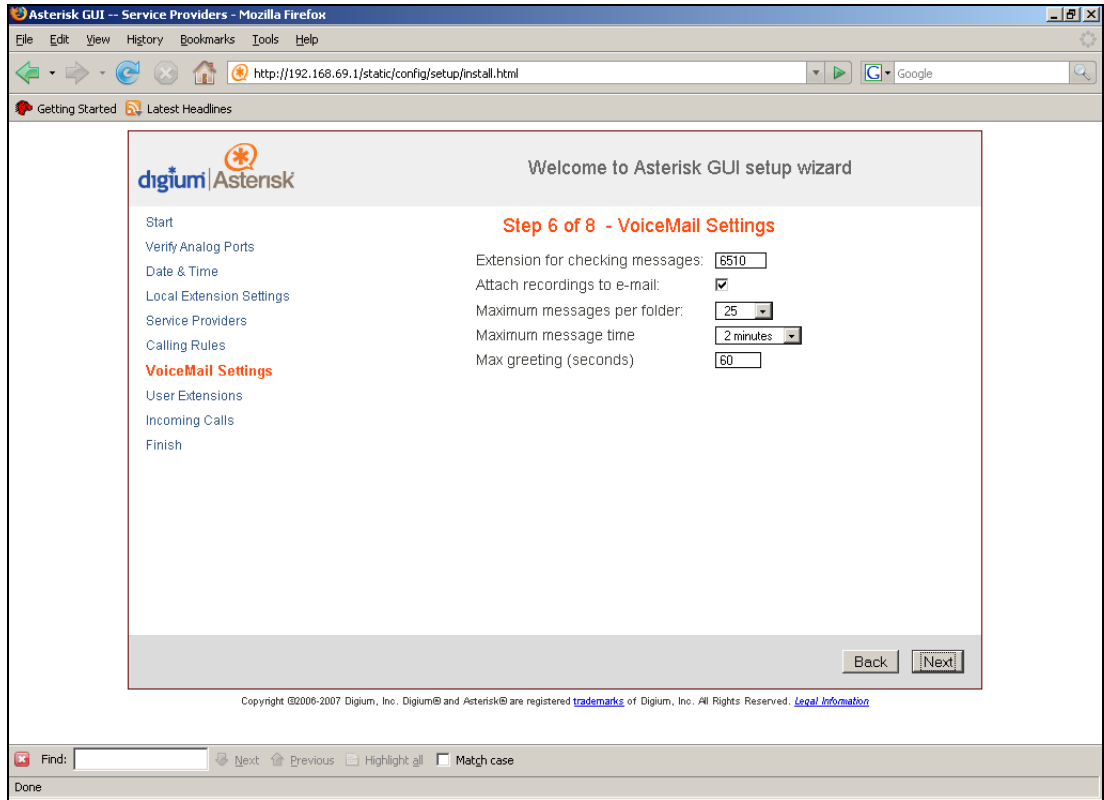 Asterisk GUI -- Service Providers - Mozilla Firefox
File Edit View History Bookmarks Tools Help
http://192.168.69.1/static/config/setup/install.html
G Google
Getting Started Latest Headlines
digium Asterisk
Welcome to Asterisk GUI setup wizard
Start
Verify Analog Ports
Date & Time
Local Extension Settings
Service Providers
Calling Rules
VoiceMail Settings
User Extensions
Incoming Calls
Finish
Step 6 of 8 - VoiceMail Settings
Extension for checking messages: 6510
Attach recordings to e-mail:
Maximum messages per folder: 25
Maximum message time 2 minutes
Max greeting (seconds) 60
Back Next
Copyright ©2006-2007 Digium, Inc. Digium® and Asterisk® are registered trademarks of Digium, Inc. All Rights Reserved. Legal Information
Find: Next Previous Highlight all Match case
Done